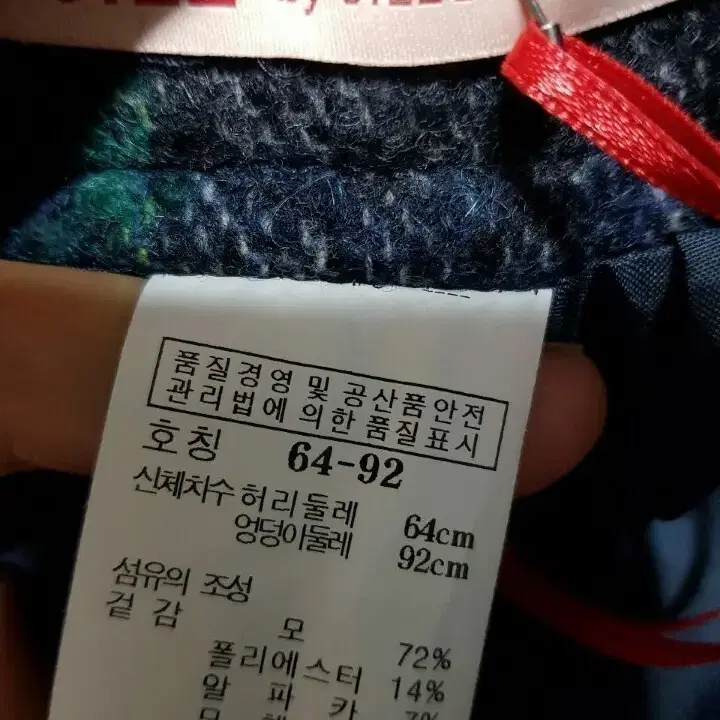 품질경영 및 공산품안전
관리법에 의한 품질표시
호칭 64-92
신체치수 허리둘레 64cm
엉덩이둘레 92cm
섬유의 조성
겉 감
모 72%
폴리에스터 14%
알 파 카 7%